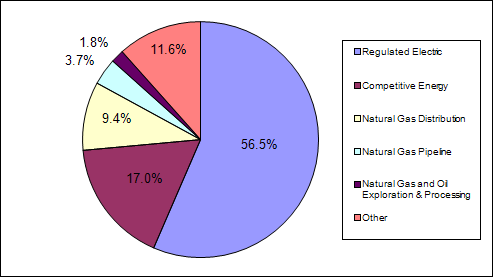 1.8%
11.6%
3.7%
9.4%
56.5%
17.0%
Regulated Electric
Competitive Energy
Natural Gas Distribution
Natural Gas Pipeline
Natural Gas and Oil
Exploration & Processing
Other